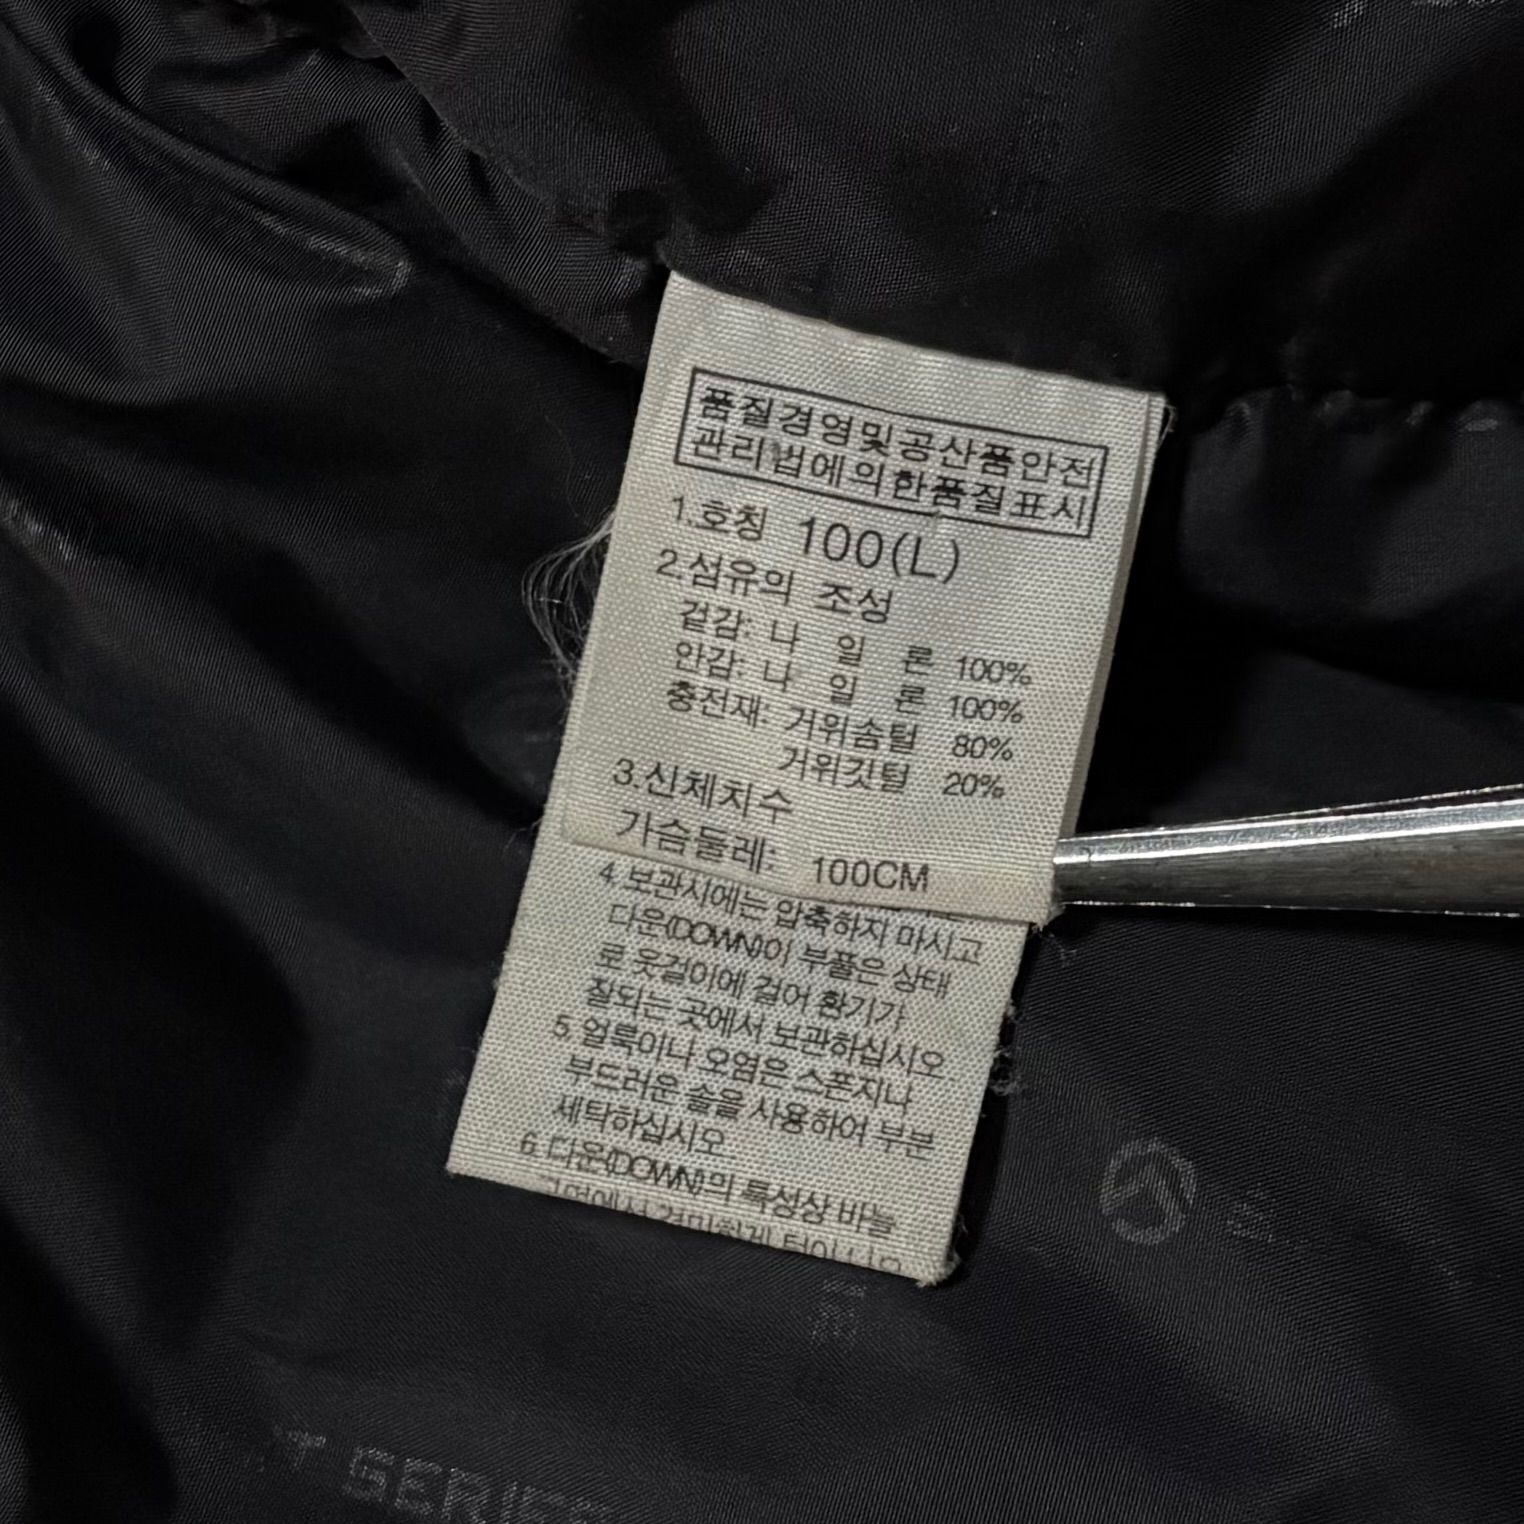 품질경영및공산품안전
관리법에의한품질표시
1.호칭 100(L)
2.섬유의 조성
겉감: 나 일 론 100%
안감: 나 일 론 100%
충전재: 거위솜털 80%
거위깃털 20%
3.신체치수
가슴둘레: 100CM
4.보관시에는 압축하지 마시고
다운(DOWN)이 부풀은 상태
로 옷걸이에 걸어 환기가
잘되는 곳에서 보관하십시오
5.얼룩이나 오염은 스폰지나
부드러운 솔을 사용하여 부분
세탁하십시오
6.다운(DOWN)의 특성상 바늘
SERIES